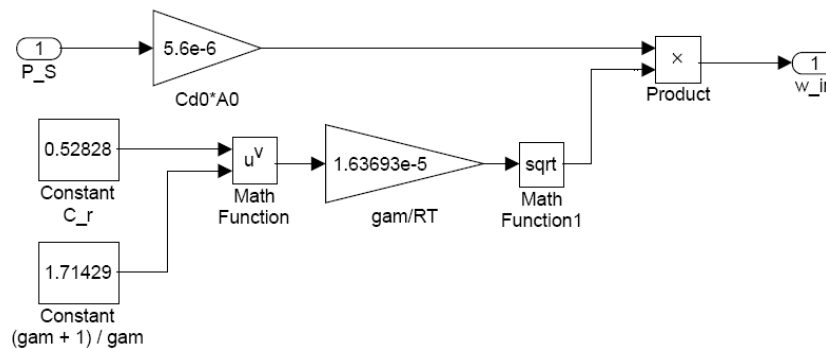 1
P_S
5.6e-6
Cd0*A0
×
Product
1
w_in
0.52828
Constant
C_r
u^v
Math
Function
1.63693e-5
gam/RT
sqrt
Math
Function1
1.71429
Constant
(gam + 1) / gam